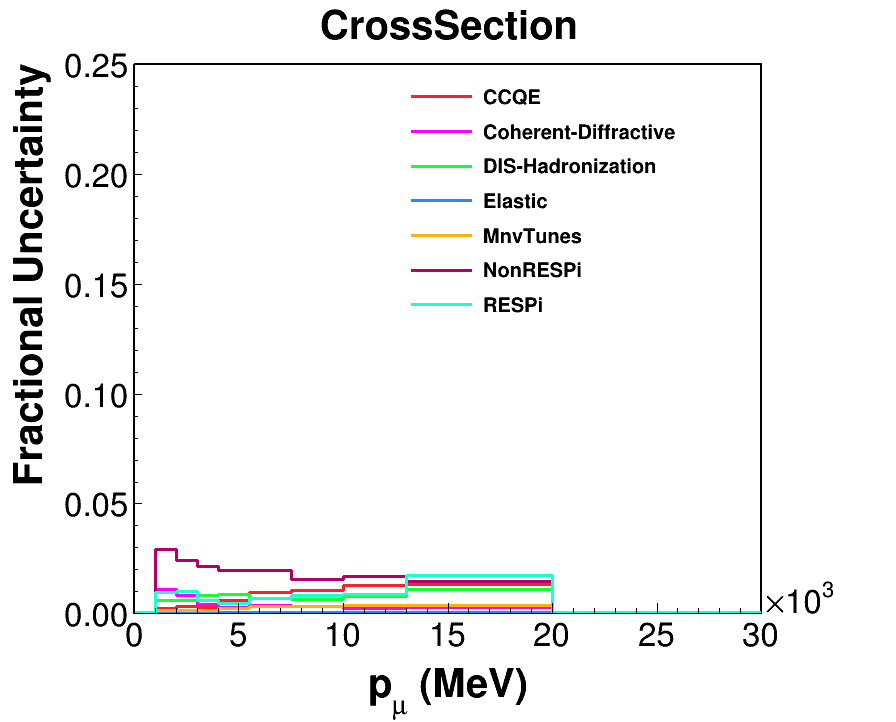 CrossSection
Fractional Uncertainty
0.25
0.20
0.15
0.10
0.05
0.00
CCQE
Coherent-Diffractive
DIS-Hadronization
Elastic
MnvTunes
NonRESPi
RESPi
0 5 10 15 20 25 30
×10³
pμ (MeV)